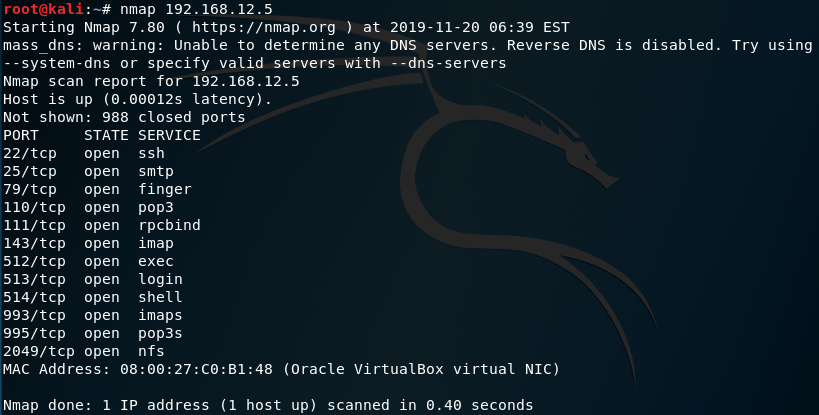 root@kali:~# nmap 192.168.12.5
Starting Nmap 7.80 ( https://nmap.org ) at 2019-11-20 06:39 EST
mass_dns: warning: Unable to determine any DNS servers. Reverse DNS is disabled. Try using
--system-dns or specify valid servers with --dns-servers
Nmap scan report for 192.168.12.5
Host is up (0.00012s latency).
Not shown: 988 closed ports
PORT     STATE SERVICE
22/tcp   open  ssh
25/tcp   open  smtp
79/tcp   open  finger
110/tcp  open  pop3
111/tcp  open  rpcbind
143/tcp  open  imap
512/tcp  open  exec
513/tcp  open  login
514/tcp  open  shell
993/tcp  open  imaps
995/tcp  open  pop3s
2049/tcp open  nfs
MAC Address: 08:00:27:C0:B1:48 (Oracle VirtualBox virtual NIC)
Nmap done: 1 IP address (1 host up) scanned in 0.40 seconds